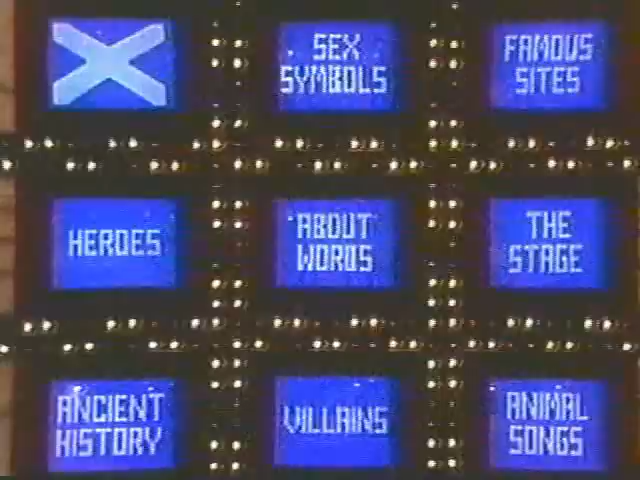 X
SEX
SYMBOLS
FAMOUS
SITES
HEROES
ABOUT
WORDS
THE
STAGE
ANCIENT
HISTORY
VILLAINS
ANIMAL
SONGS